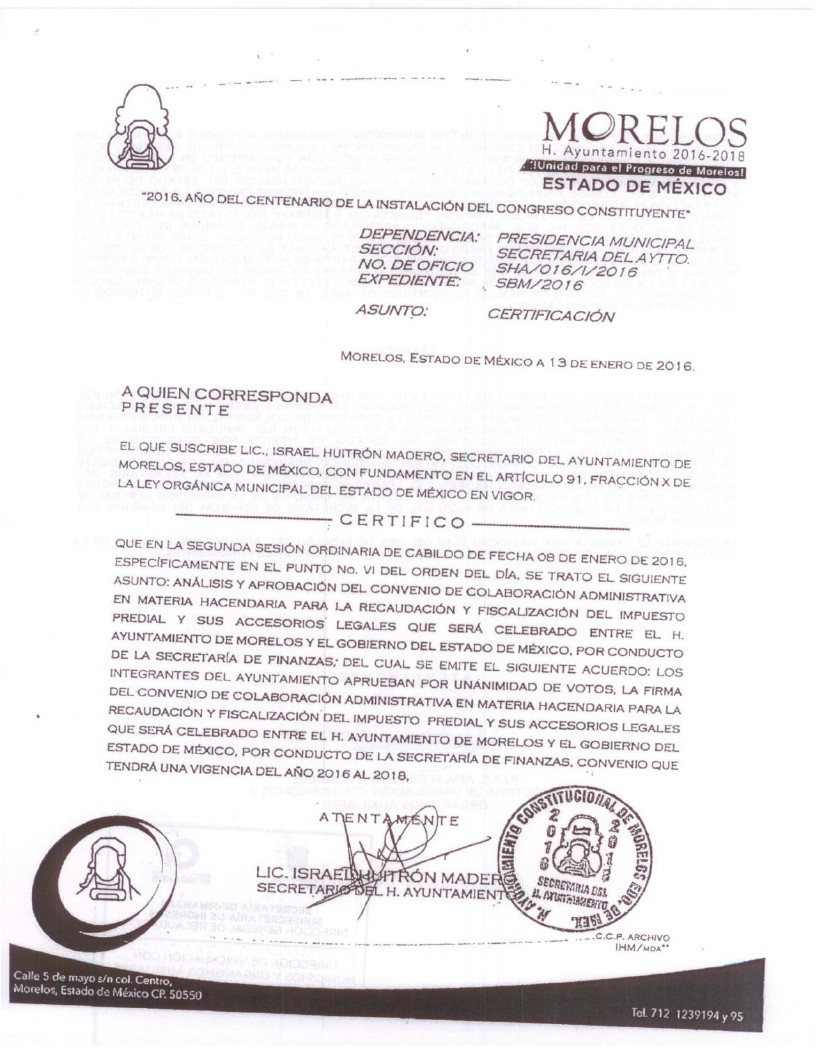 MORELOS
H. Ayuntamiento 2016-2018
¡Unidad para el Progreso de Morelos!
ESTADO DE MÉXICO
"2016. AÑO DEL CENTENARIO DE LA INSTALACIÓN DEL CONGRESO CONSTITUYENTE"
DEPENDENCIA: PRESIDENCIA MUNICIPAL
SECCIÓN: SECRETARIA DEL AYTTO.
NO. DE OFICIO SHA/016/I/2016
EXPEDIENTE: SBM/2016
ASUNTO: CERTIFICACIÓN
MORELOS, ESTADO DE MÉXICO A 13 DE ENERO DE 2016.
A QUIEN CORRESPONDA
PRESENTE
EL QUE SUSCRIBE LIC., ISRAEL HUITRÓN MADERO, SECRETARIO DEL AYUNTAMIENTO DE
MORELOS, ESTADO DE MÉXICO, CON FUNDAMENTO EN EL ARTÍCULO 91, FRACCIÓN X DE
LA LEY ORGÁNICA MUNICIPAL DEL ESTADO DE MÉXICO EN VIGOR.
CERTIFICO
QUE EN LA SEGUNDA SESIÓN ORDINARIA DE CABILDO DE FECHA 08 DE ENERO DE 2016,
ESPECÍFICAMENTE EN EL PUNTO No. VI DEL ORDEN DEL DÍA, SE TRATO EL SIGUIENTE
ASUNTO: ANÁLISIS Y APROBACIÓN DEL CONVENIO DE COLABORACIÓN ADMINISTRATIVA
EN MATERIA HACENDARIA PARA LA RECAUDACIÓN Y FISCALIZACIÓN DEL IMPUESTO
PREDIAL Y SUS ACCESORIOS LEGALES QUE SERÁ CELEBRADO ENTRE EL H.
AYUNTAMIENTO DE MORELOS Y EL GOBIERNO DEL ESTADO DE MÉXICO, POR CONDUCTO
DE LA SECRETARÍA DE FINANZAS; DEL CUAL SE EMITE EL SIGUIENTE ACUERDO: LOS
INTEGRANTES DEL AYUNTAMIENTO APRUEBAN POR UNANIMIDAD DE VOTOS, LA FIRMA
DEL CONVENIO DE COLABORACIÓN ADMINISTRATIVA EN MATERIA HACENDARIA PARA LA
RECAUDACIÓN Y FISCALIZACIÓN DEL IMPUESTO PREDIAL Y SUS ACCESORIOS LEGALES
QUE SERÁ CELEBRADO ENTRE EL H. AYUNTAMIENTO DE MORELOS Y EL GOBIERNO DEL
ESTADO DE MÉXICO, POR CONDUCTO DE LA SECRETARÍA DE FINANZAS, CONVENIO QUE
TENDRÁ UNA VIGENCIA DEL AÑO 2016 AL 2018.
ATENTAMENTE
LIC. ISRAEL HUITRÓN MADERO
SECRETARIO DEL H. AYUNTAMIENTO
H. AYUNTAMIENTO CONSTITUCIONAL DE MORELOS EDO. DE MEX.
2016 2018
SECRETARIA DEL
H. AYUNTAMIENTO
C.C.P. ARCHIVO
IHM/MDA**
Calle 5 de mayo s/n col. Centro,
Morelos, Estado de México CP. 50550
Tel. 712 1239194 y 95